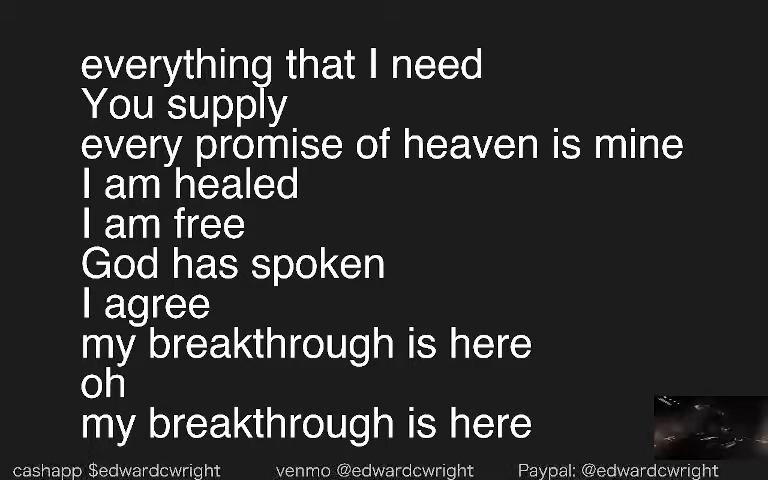 everything that I need
You supply
every promise of heaven is mine
I am healed
I am free
God has spoken
I agree
my breakthrough is here
oh
my breakthrough is here
cashapp $edwardcwright venmo @edwardcwright Paypal: @edwardcwright